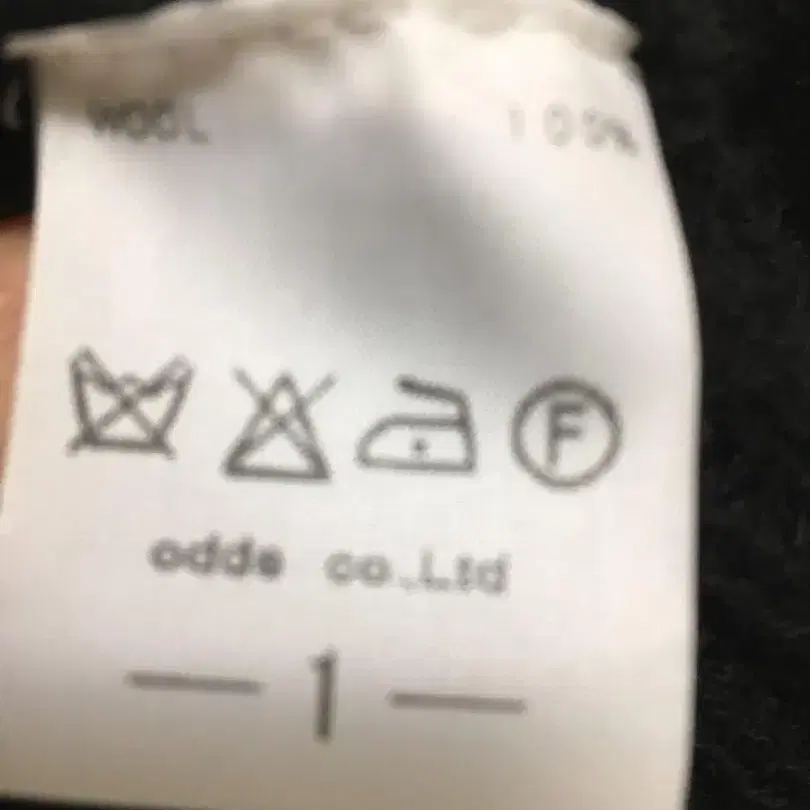 WOOL 100%
F
odds co.,Ltd
— 1 —